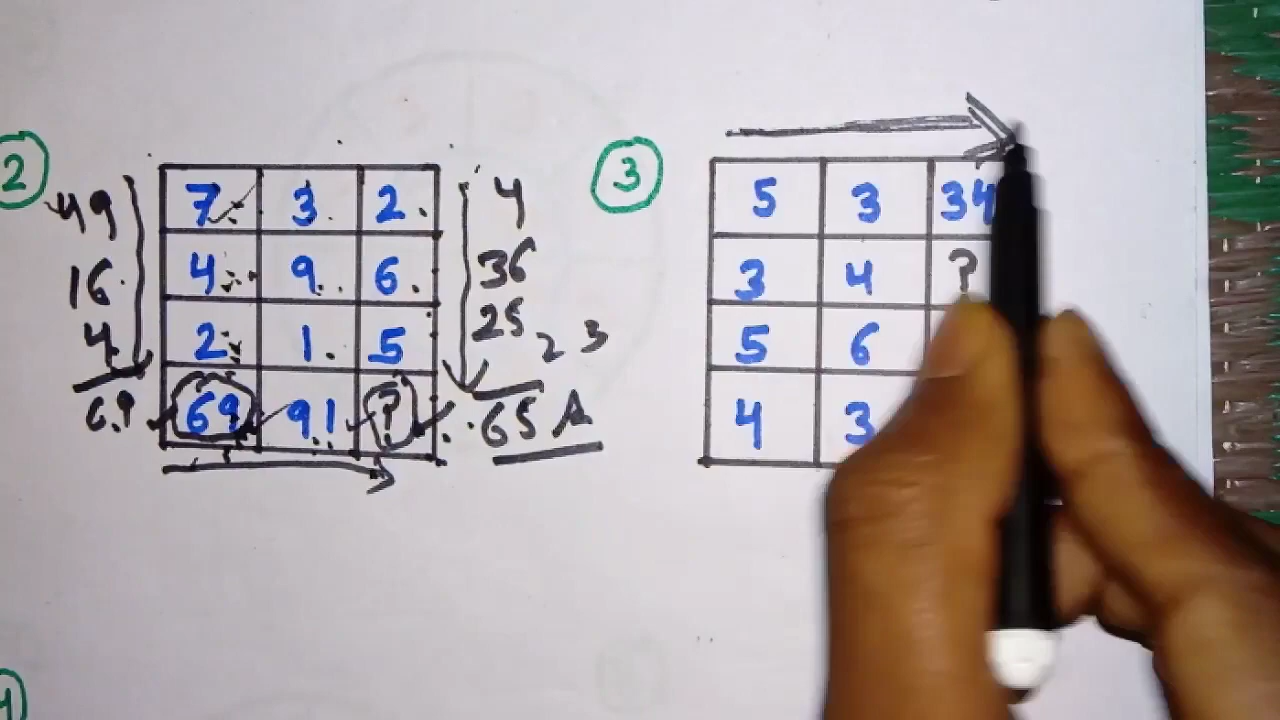 2
49 7 3 2 4
16 4 9 6 36
4 2 1 5 25 2 3
69 69 91 ? 65 A
3
5 3 34
3 4 ?
5 6
4 3